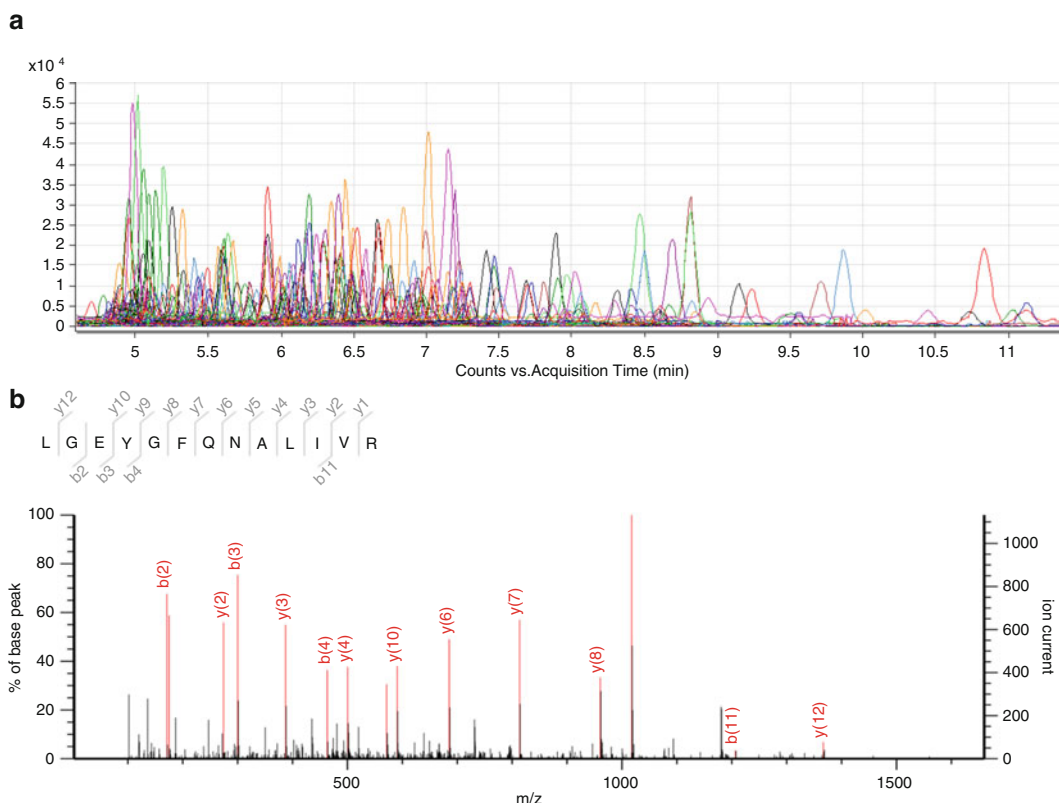 a
x10 4
6
5.5
5
4.5
4
3.5
3
2.5
2
1.5
1
0.5
0
5 5.5 6 6.5 7 7.5 8 8.5 9 9.5 10 10.5 11
Counts vs.Acquisition Time (min)
b
y12 y10 y9 y8 y7 y6 y5 y4 y3 y2 y1
L G E Y G F Q N A L I V R
b2 b3 b4 b11
100
80
60
40
20
0
% of base peak
b(2) y(2) b(3) y(3) b(4) y(4) y(10) y(6) y(7) y(8) b(11) y(12)
1000
800
600
400
200
0
ion current
500 1000 1500
m/z